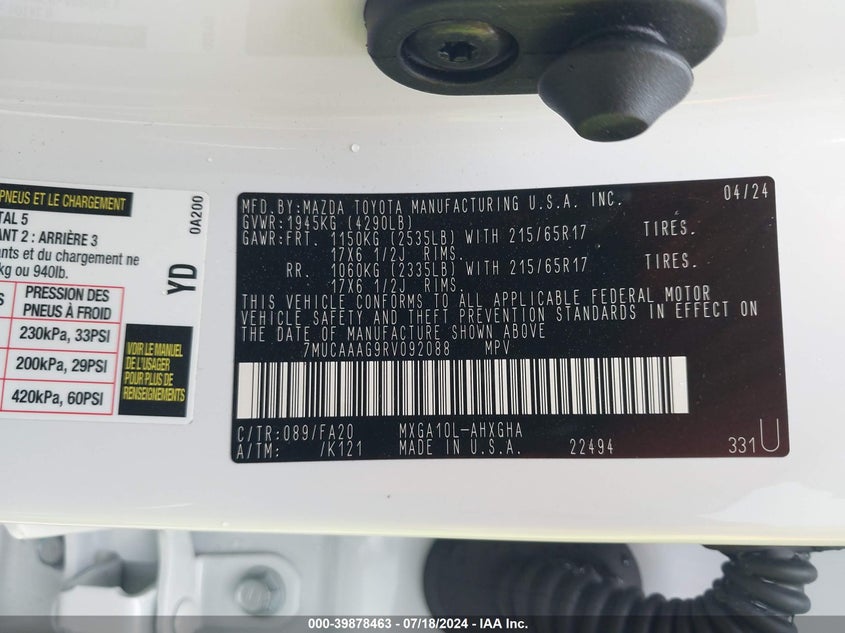 PNEUS ET LE CHARGEMENT
TAL 5
ANT 2 : ARRIÈRE 3
ants et du chargement ne
kg ou 940lb.
PRESSION DES
PNEUS À FROID
230kPa, 33PSI
200kPa, 29PSI
420kPa, 60PSI
0A200
YD
VOIR LE MANUEL
DE L'USAGER
POUR PLUS DE
RENSEIGNEMENTS
MFD.BY:MAZDA TOYOTA MANUFACTURING U.S.A. INC. 04/24
GVWR:1945KG (4290LB)
GAWR:FRT. 1150KG (2535LB) WITH 215/65R17 TIRES.
17X6 1/2J RIMS.
RR. 1060KG (2335LB) WITH 215/65R17 TIRES.
17X6 1/2J RIMS.
THIS VEHICLE CONFORMS TO ALL APPLICABLE FEDERAL MOTOR
VEHICLE SAFETY AND THEFT PREVENTION STANDARDS IN EFFECT ON
THE DATE OF MANUFACTURE SHOWN ABOVE
7MUCAAAG9RV092088 MPV
C/TR:089/FA20 MXGA10L-AHXGHA
A/TM: /K121 MADE IN U.S.A. 22494 331U
000-39878463 - 07/18/2024 - IAA Inc.